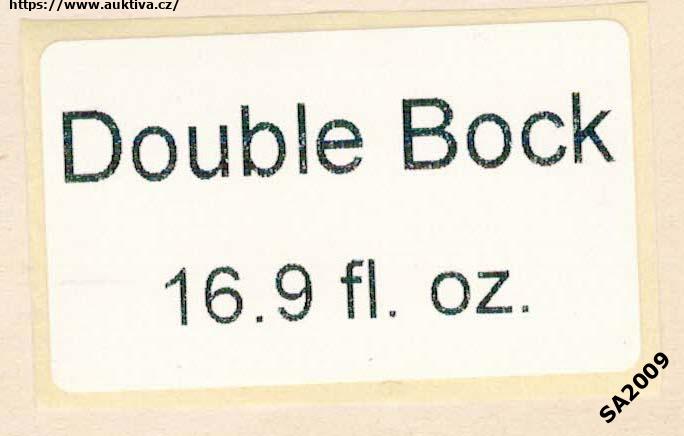 https://www.auktiva.cz/
Double Bock
16.9 fl. oz.
SA2009